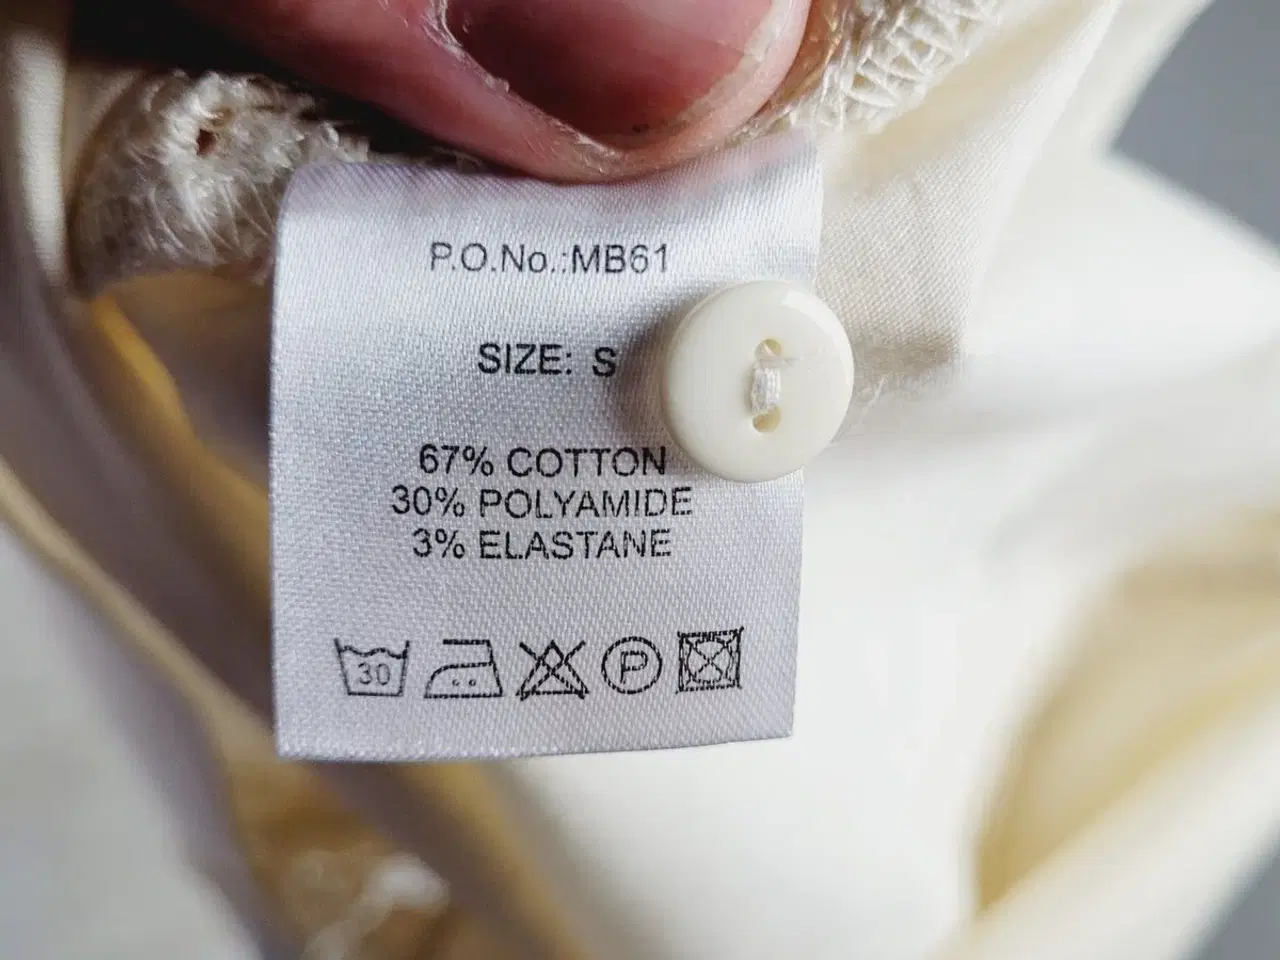 P.O.No.:MB61
SIZE: S
67% COTTON
30% POLYAMIDE
3% ELASTANE
30 P